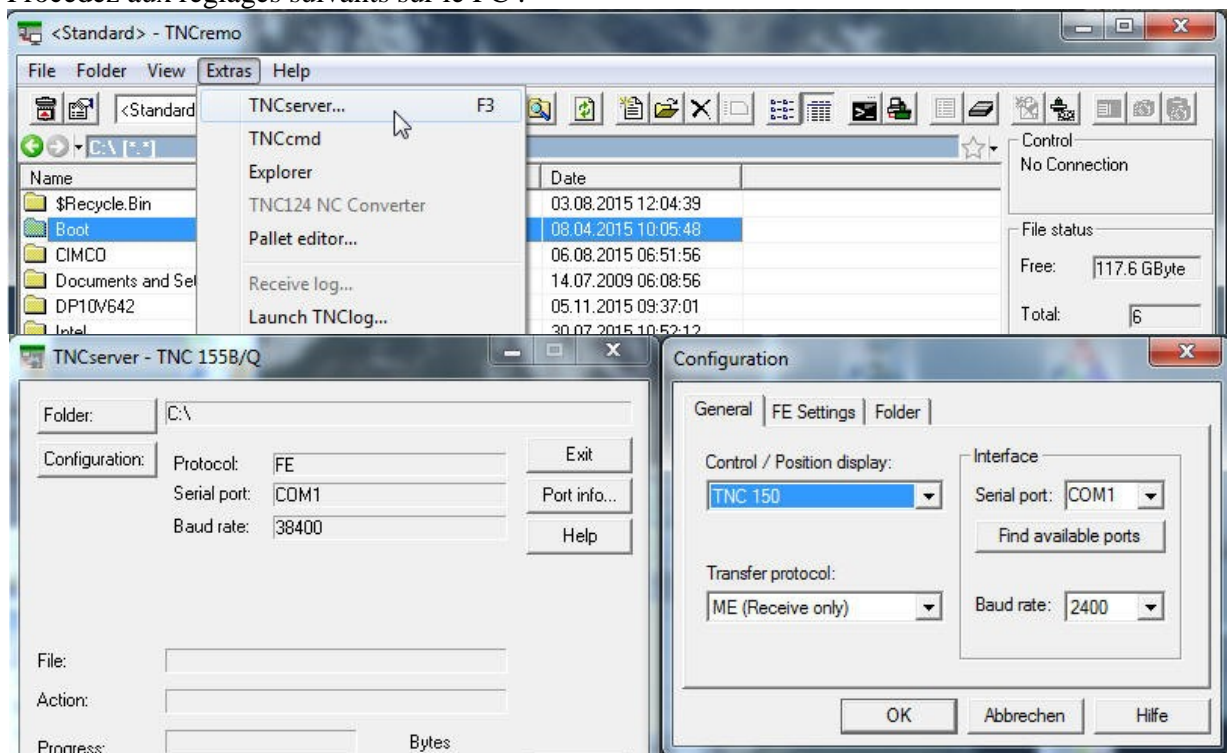 Procédez aux réglages suivants sur le PC :
<Standard> - TNCremo
File Folder View Extras Help
<Standard
TNCserver... F3
TNCcmd
Explorer
TNC124 NC Converter
Pallet editor...
Receive log...
Launch TNClog...
C:\ [*.*]
Name Date
$Recycle.Bin 03.08.2015 12:04:39
Boot 08.04.2015 10:05:48
CIMCO 06.08.2015 06:51:56
Documents and Set 14.07.2009 06:08:56
DP10V642 05.11.2015 09:37:01
Intel 30.07.2015 10:52:12
Control
No Connection
File status
Free: 117.6 GByte
Total: 6
TNCserver - TNC 155B/Q
Folder: C:\
Configuration: Protocol: FE
Serial port: COM1
Baud rate: 38400
Exit
Port info...
Help
File:
Action:
Progress: Bytes
Configuration
General FE Settings Folder
Control / Position display:
TNC 150
Transfer protocol:
ME (Receive only)
Interface
Serial port: COM1
Find available ports
Baud rate: 2400
OK Abbrechen Hilfe